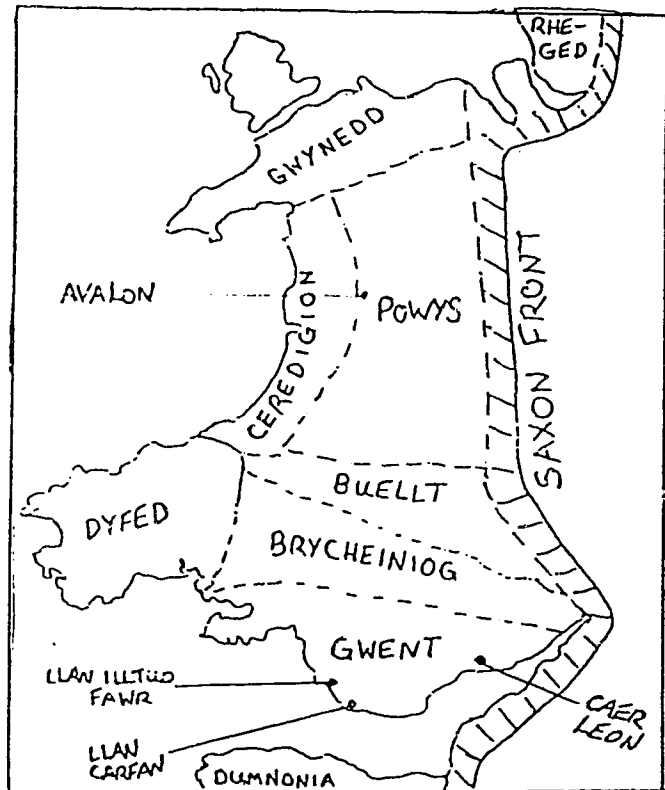 RHE-
GED
GWYNEDD
AVALON
CEREDIGION
POWYS
SAXON FRONT
BUELLT
DYFED
BRYCHEINIOG
GWENT
LLAN ILLTUD
FAWR
CAER
LEON
LLAN
CARFAN
DUMNONIA